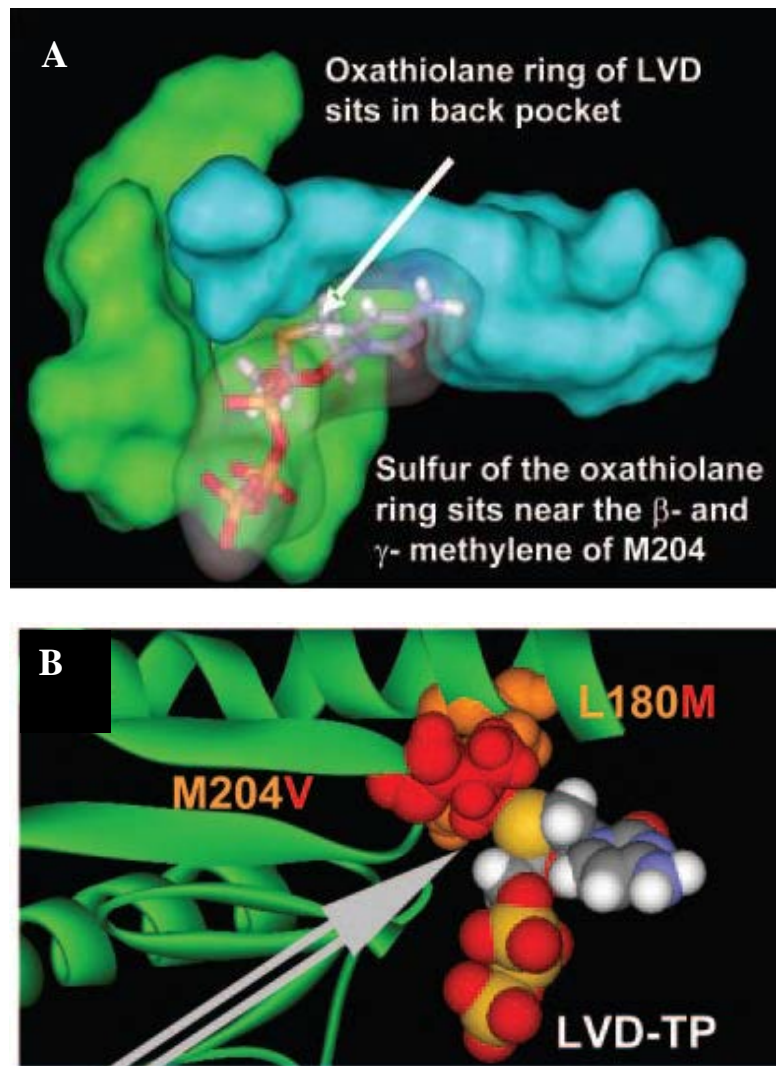 A
Oxathiolane ring of LVD
sits in back pocket
Sulfur of the oxathiolane
ring sits near the β- and
γ- methylene of M204
B
L180M
M204V
LVD-TP